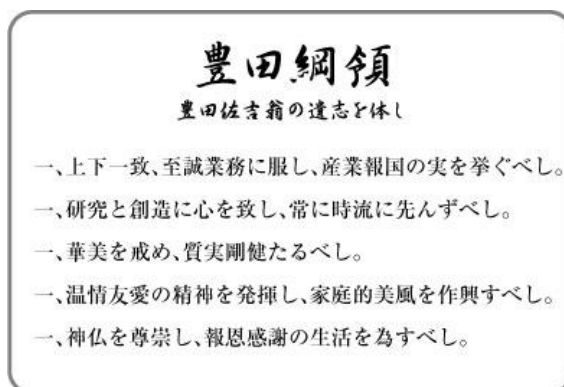 豊田綱領
豊田佐吉翁の遺志を体し
一、上下一致、至誠業務に服し、産業報国の実を挙ぐべし。
一、研究と創造に心を致し、常に時流に先んずべし。
一、華美を戒め、質実剛健たるべし。
一、温情友愛の精神を発揮し、家庭的美風を作興すべし。
一、神仏を尊崇し、報恩感謝の生活を為すべし。